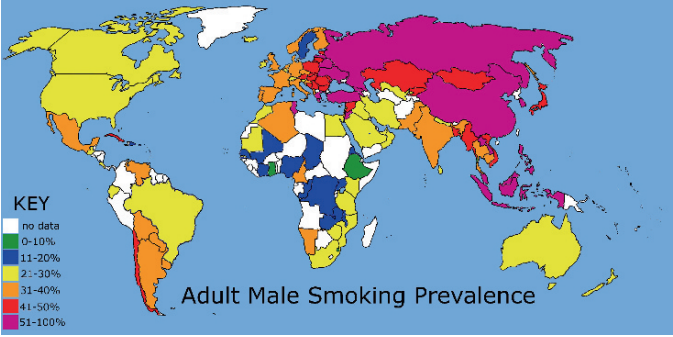 KEY
no data
0-10%
11-20%
21-30%
31-40%
41-50%
51-100%
Adult Male Smoking Prevalence